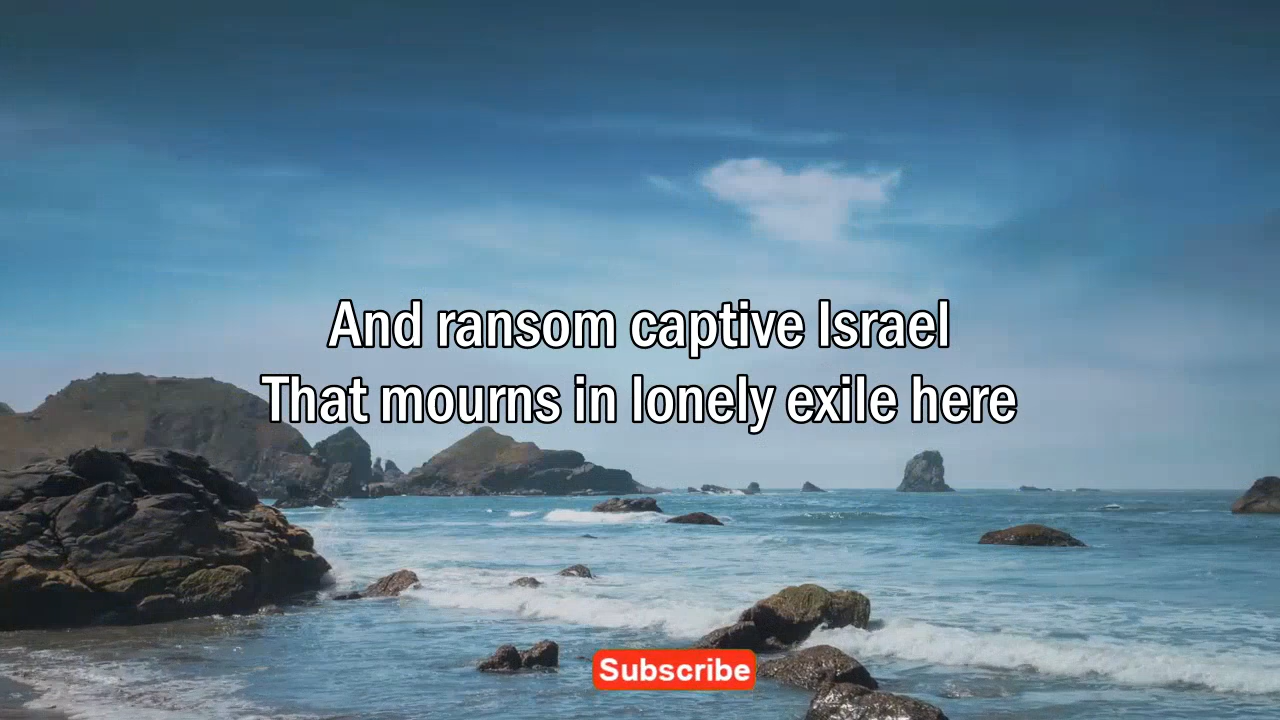 And ransom captive Israel
That mourns in lonely exile here
Subscribe